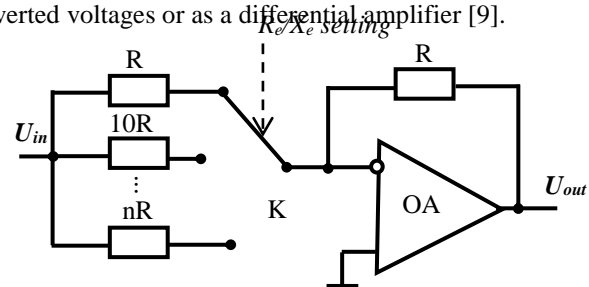 verted voltages or as a differential amplifier [9].
Re/Xe setting
R
R
10R
Uin
⋮
nR
K
OA
Uout